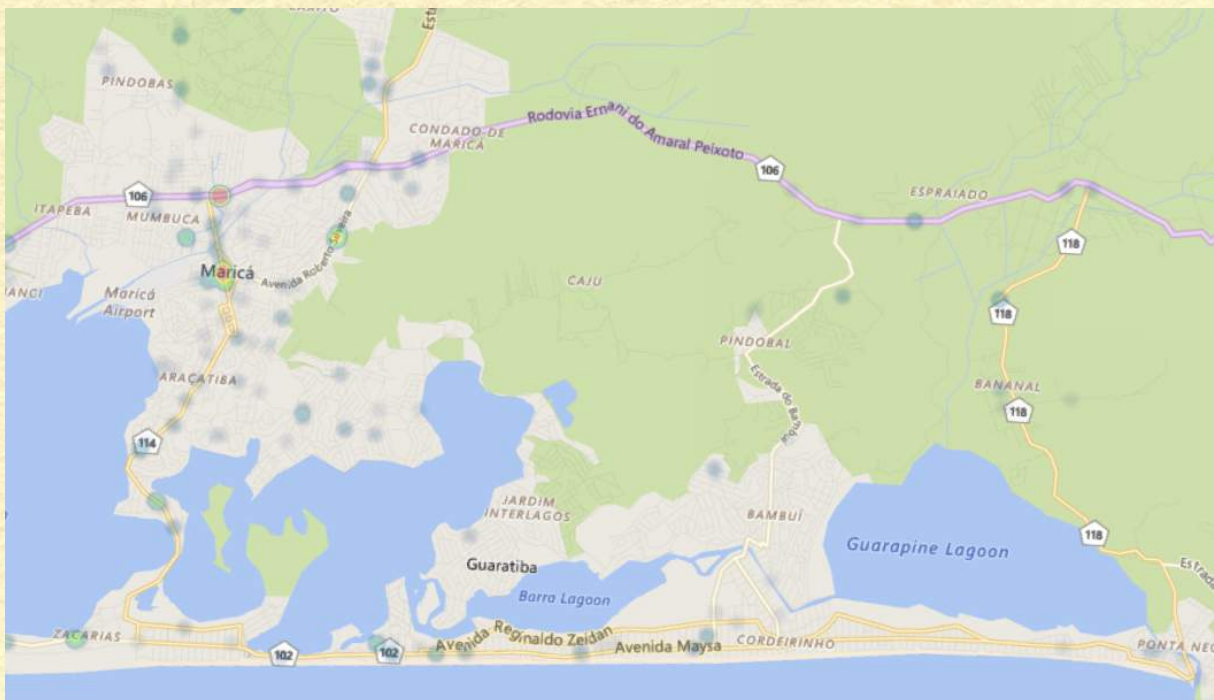 Estr
PINDOBAS
CONDADO DE
MARICÁ
Rodovia Ernani do Amaral Peixoto
106
106
ESPRAIADO
ITAPEBA
MUMBUCA
118
Avenida Roberto Silveira
Maricá
CAJU
Maricá
Airport
118
PINDOBAL
Estrada do Bambuí
ARAÇATIBA
BANANAL
118
114
JARDIM
INTERLAGOS
BAMBUÍ
118
Guarapine Lagoon
Guaratiba
Estrada
Barra Lagoon
ZACARIAS
102
102
Avenida Reginaldo Zeidan
Avenida Maysa
CORDEIRINHO
PONTA NEG